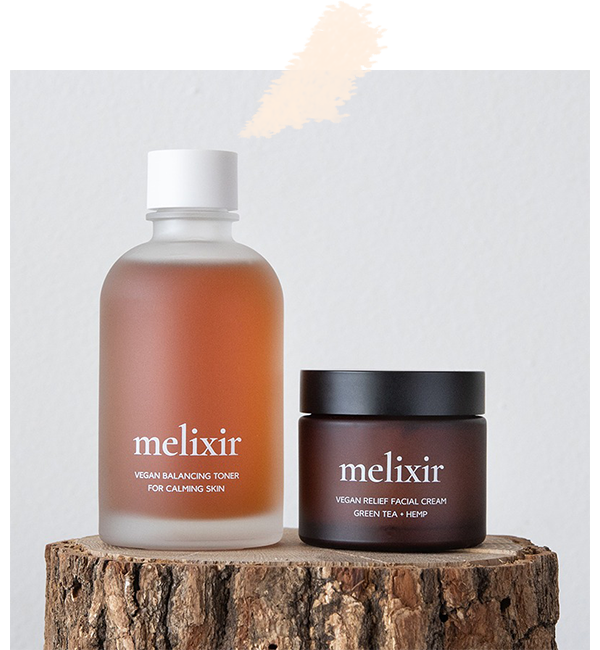 melixir
VEGAN BALANCING TONER
FOR CALMING SKIN
melixir
VEGAN RELIEF FACIAL CREAM
GREEN TEA + HEMP